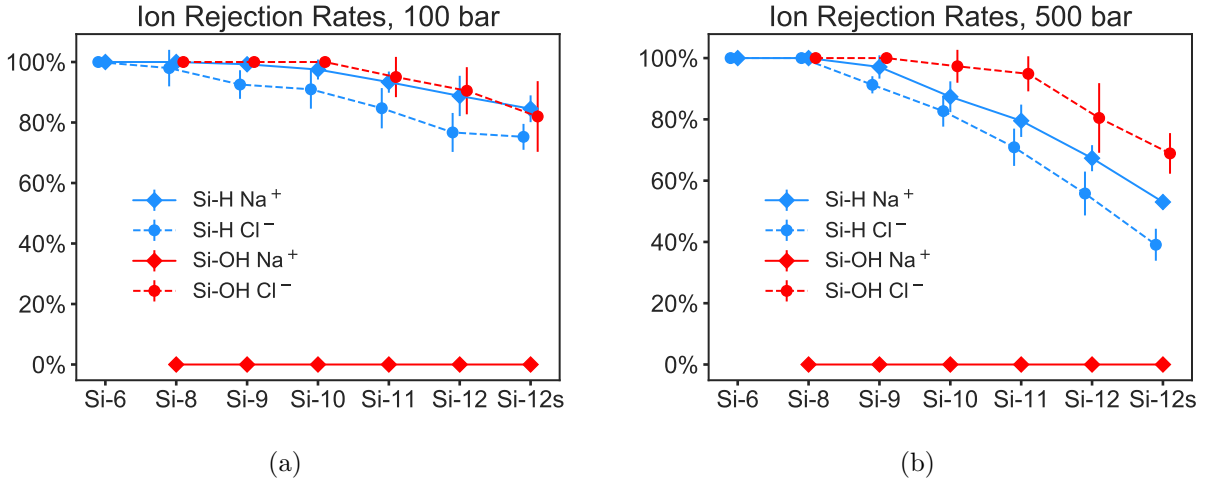 Ion Rejection Rates, 100 bar
100%
80%
60%
40%
20%
0%
Si-H Na⁺
Si-H Cl⁻
Si-OH Na⁺
Si-OH Cl⁻
Si-6 Si-8 Si-9 Si-10 Si-11 Si-12 Si-12s
(a)
Ion Rejection Rates, 500 bar
100%
80%
60%
40%
20%
0%
Si-H Na⁺
Si-H Cl⁻
Si-OH Na⁺
Si-OH Cl⁻
Si-6 Si-8 Si-9 Si-10 Si-11 Si-12 Si-12s
(b)